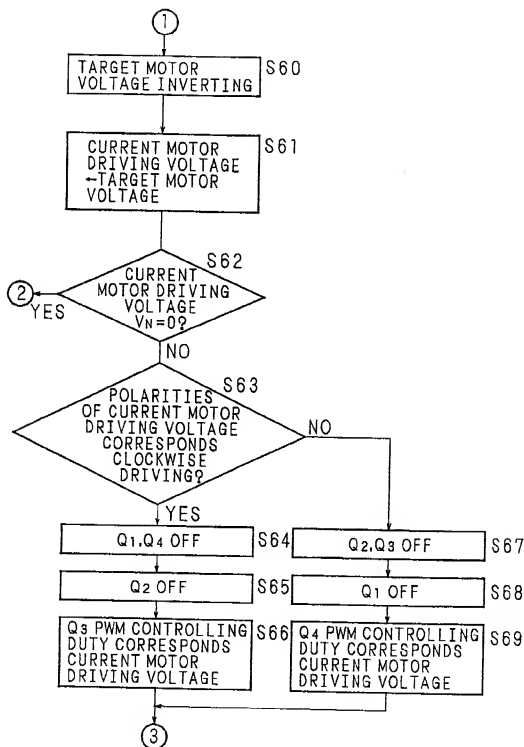 1
TARGET MOTOR
VOLTAGE INVERTING
S60
CURRENT MOTOR
DRIVING VOLTAGE
←TARGET MOTOR
VOLTAGE
S61
S62
CURRENT
MOTOR DRIVING
VOLTAGE
VN=0?
2
YES
NO
S63
POLARITIES
OF CURRENT MOTOR
DRIVING VOLTAGE
CORRESPONDS
CLOCKWISE
DRIVING?
NO
YES
Q1,Q4 OFF
S64
Q2 OFF
S65
Q3 PWM CONTROLLING
DUTY CORRESPONDS
CURRENT MOTOR
DRIVING VOLTAGE
S66
Q2,Q3 OFF
S67
Q1 OFF
S68
Q4 PWM CONTROLLING
DUTY CORRESPONDS
CURRENT MOTOR
DRIVING VOLTAGE
S69
3